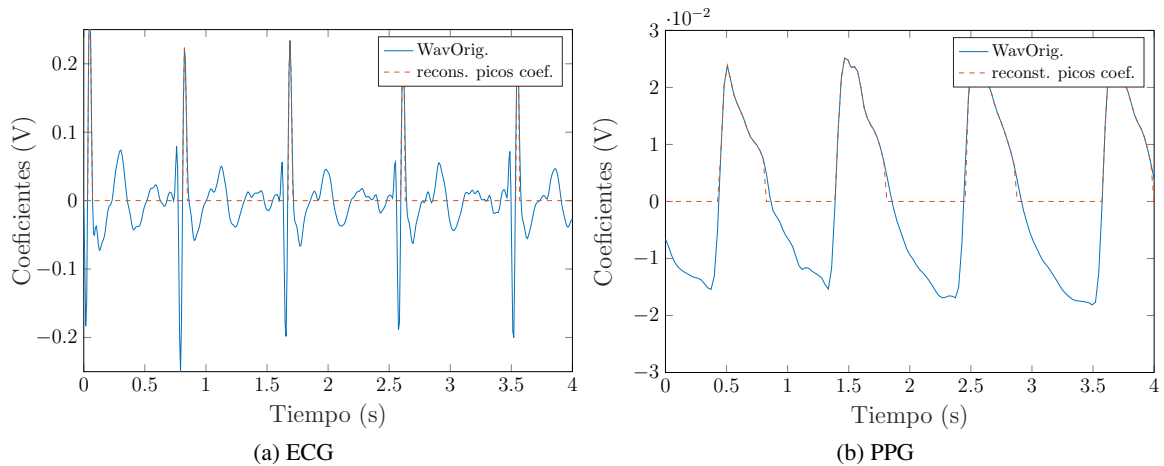 0.2
0.1
0
−0.1
−0.2
Coeficientes (V)
WavOrig.
recons. picos coef.
0 0.5 1 1.5 2 2.5 3 3.5 4
Tiempo (s)
(a) ECG
·10⁻²
3
2
1
0
−1
−2
−3
Coeficientes (V)
WavOrig.
reconst. picos coef.
0 0.5 1 1.5 2 2.5 3 3.5 4
Tiempo (s)
(b) PPG